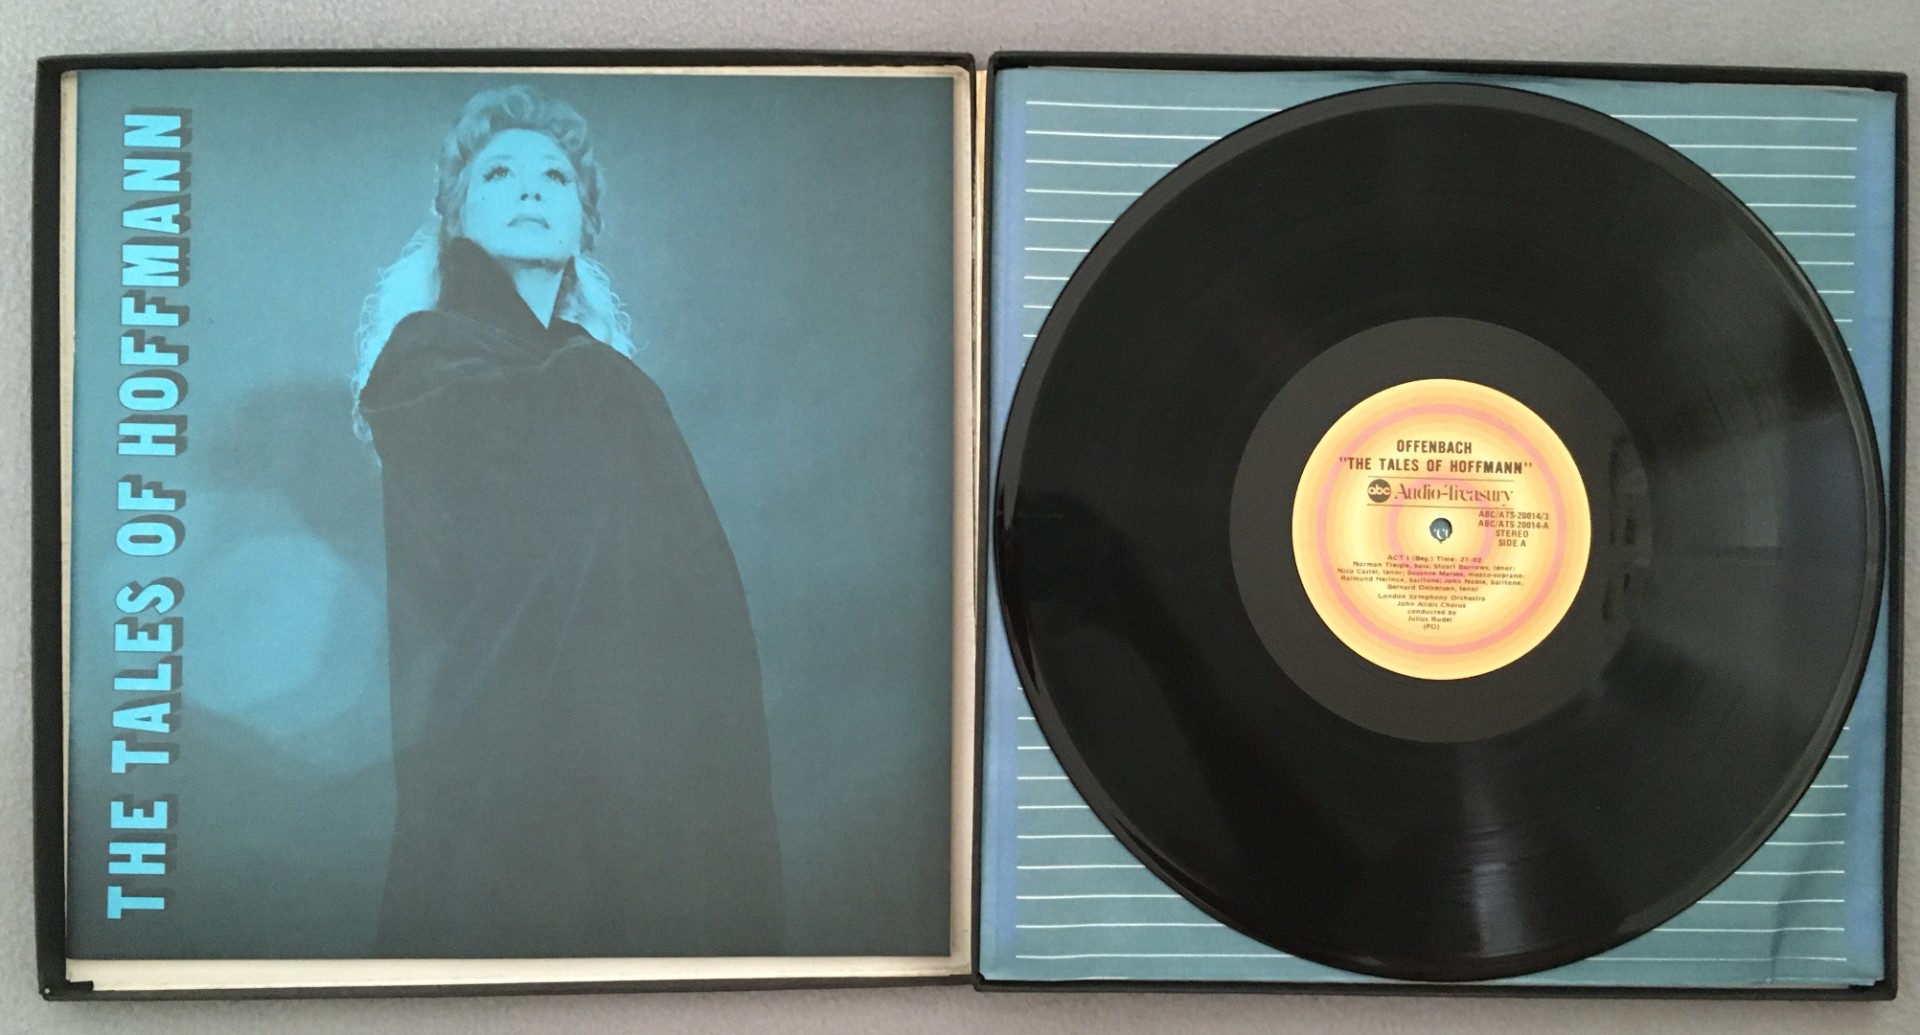 THE TALES OF HOFFMANN
OFFENBACH
"THE TALES OF HOFFMANN"
abc Audio-Treasury
ABC/ATS-20014/3
ABC/ATS-20014-A
STEREO
SIDE A
ACT I (Beg.) Time: 21:02
Norman Treigle, bass; Stuart Burrows, tenor;
Nico Castel, tenor; Susanne Marsee, mezzo-soprano;
Raimund Herincx, baritone; John Noble, baritone;
Bernard Dickerson, tenor
London Symphony Orchestra
John Alldis Chorus
conducted by
Julius Rudel
(PD)